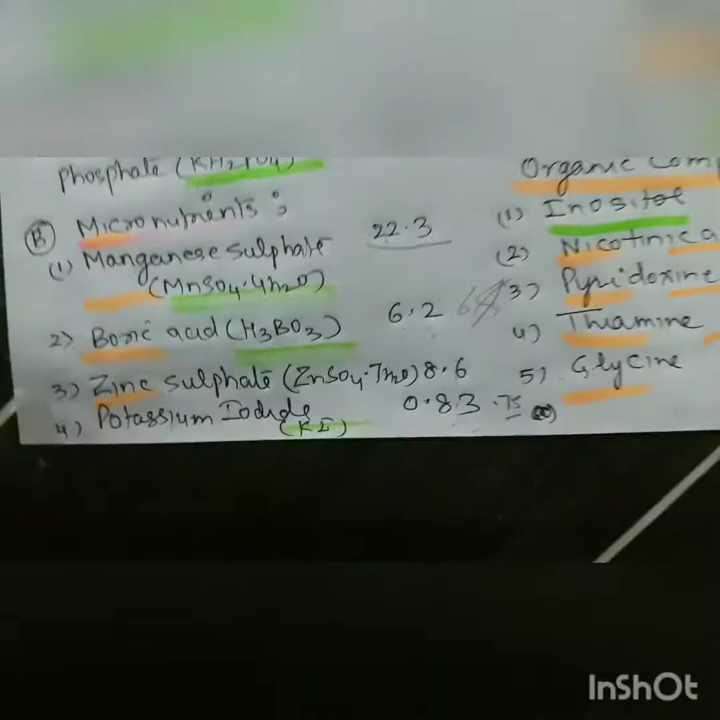 phosphate (KH2PO4)
(B) Micronutrients :
(1) Manganese sulphate 22.3
(MnSO4.4H2O)
2) Boric acid (H3BO3) 6.2
3) Zinc sulphate (ZnSO4.7H2O) 8.6
4) Potassium Iodide 0.83 .75
(KI)
Organic com
(1) Inositol
(2) Nicotinic a
3) Pyridoxine
4) Thiamine
5) Glycine
InShOt